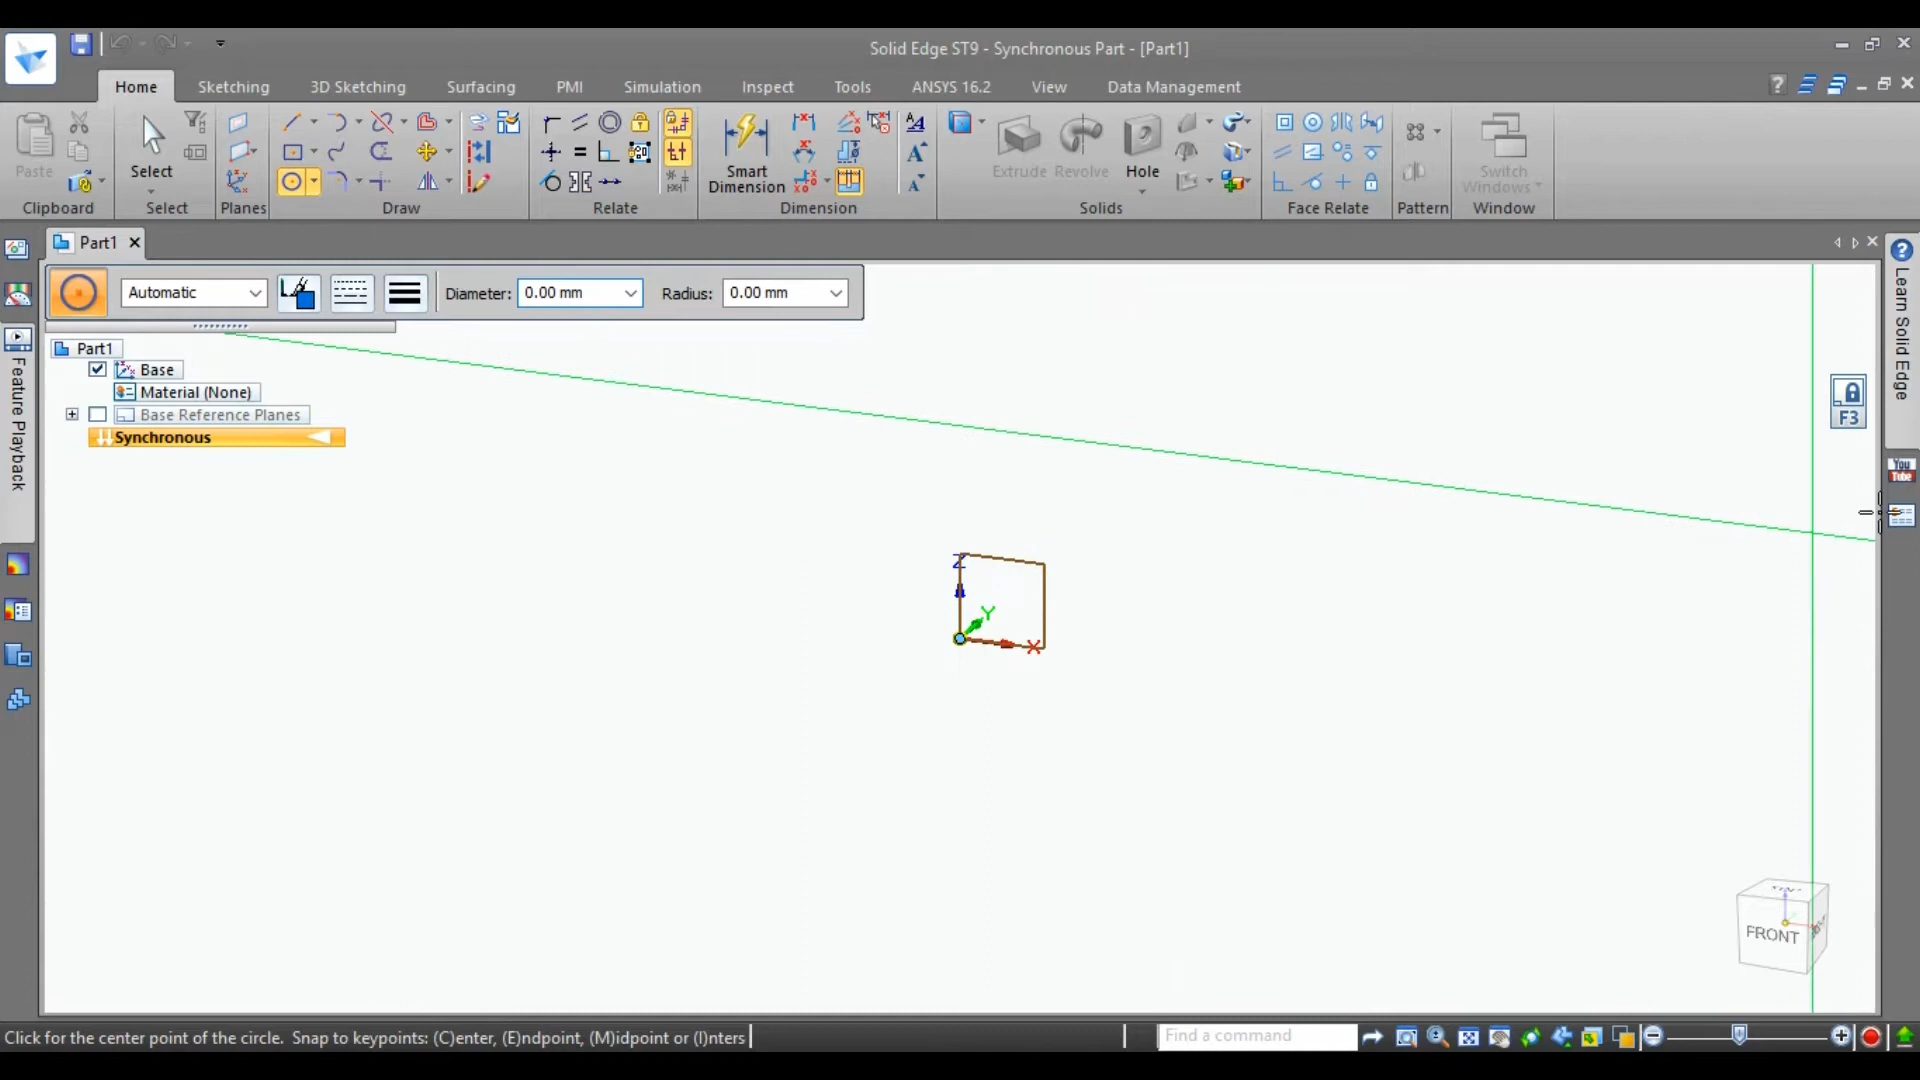 Solid Edge ST9 - Synchronous Part - [Part1]
Home
Sketching
3D Sketching
Surfacing
PMI
Simulation
Inspect
Tools
ANSYS 16.2
View
Data Management
Paste
Select
Smart
Dimension
Extrude
Revolve
Hole
Switch
Windows
Clipboard
Select
Planes
Draw
Relate
Dimension
Solids
Face Relate
Pattern
Window
Part1
Automatic
Diameter:
0.00 mm
Radius:
0.00 mm
Part1
Base
Material (None)
Base Reference Planes
Synchronous
Feature Playback
Learn Solid Edge
F3
You
Tube
Z
Y
X
FRONT
Click for the center point of the circle. Snap to keypoints: (C)enter, (E)ndpoint, (M)idpoint or (I)nters
Find a command